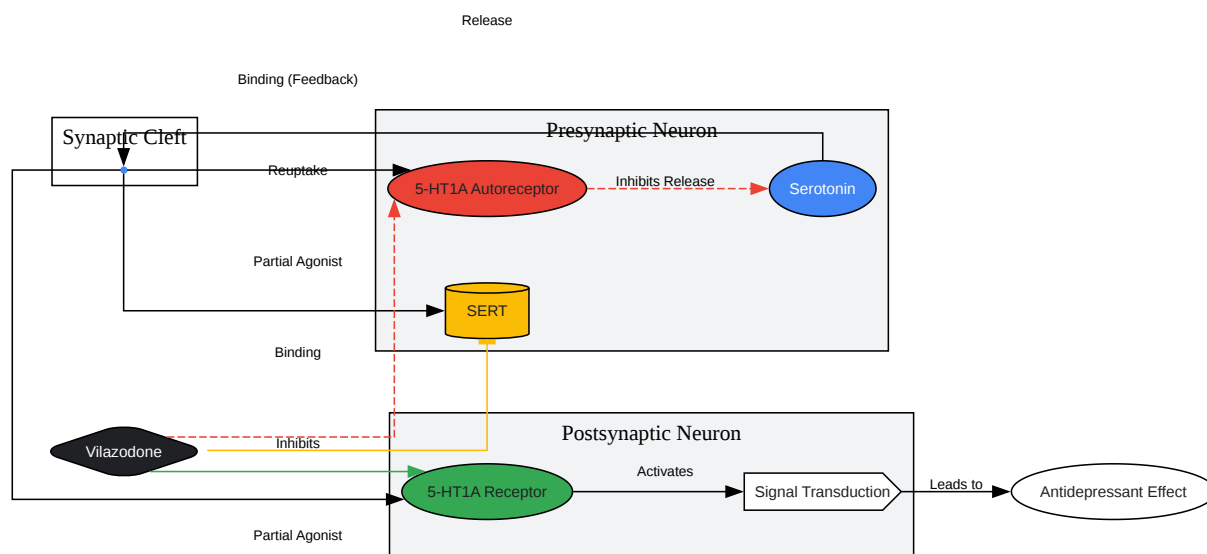 Release
Binding (Feedback)
Synaptic Cleft
Presynaptic Neuron
Reuptake
5-HT1A Autoreceptor
Inhibits Release
Serotonin
Partial Agonist
SERT
Binding
Postsynaptic Neuron
Vilazodone
Inhibits
5-HT1A Receptor
Activates
Signal Transduction
Leads to
Antidepressant Effect
Partial Agonist